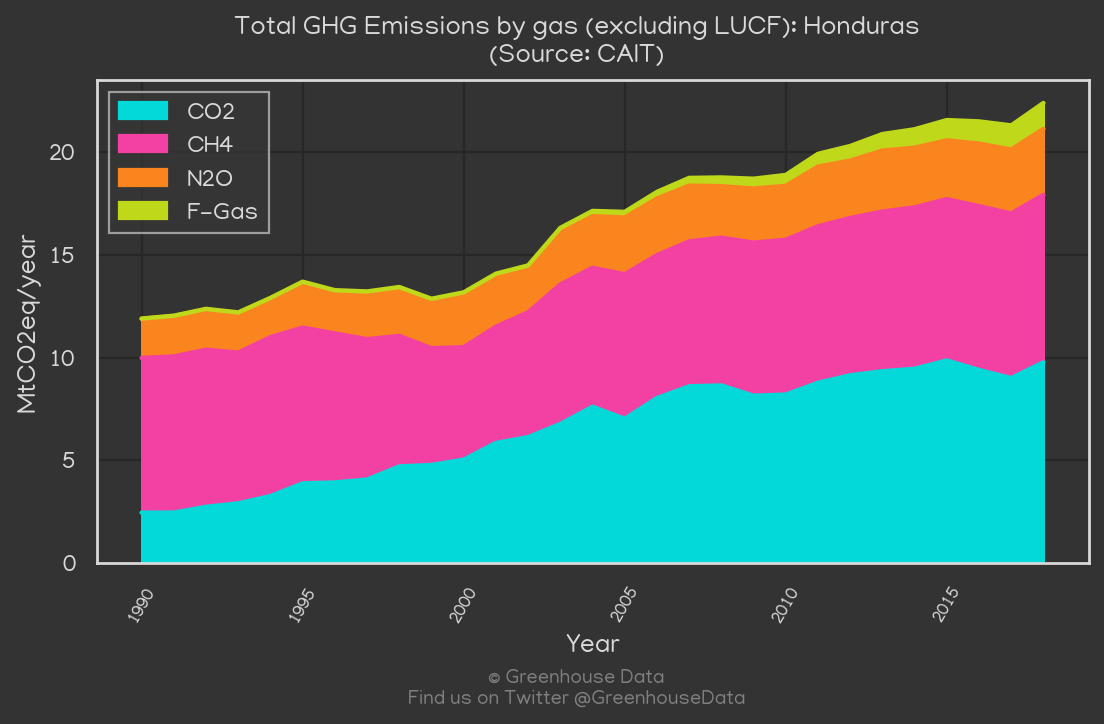 Total GHG Emissions by gas (excluding LUCF): Honduras
(Source: CAIT)
CO2
CH4
N2O
F-Gas
MtCO2eq/year
20
15
10
5
0
1990
1995
2000
2005
2010
2015
Year
© Greenhouse Data
Find us on Twitter @GreenhouseData